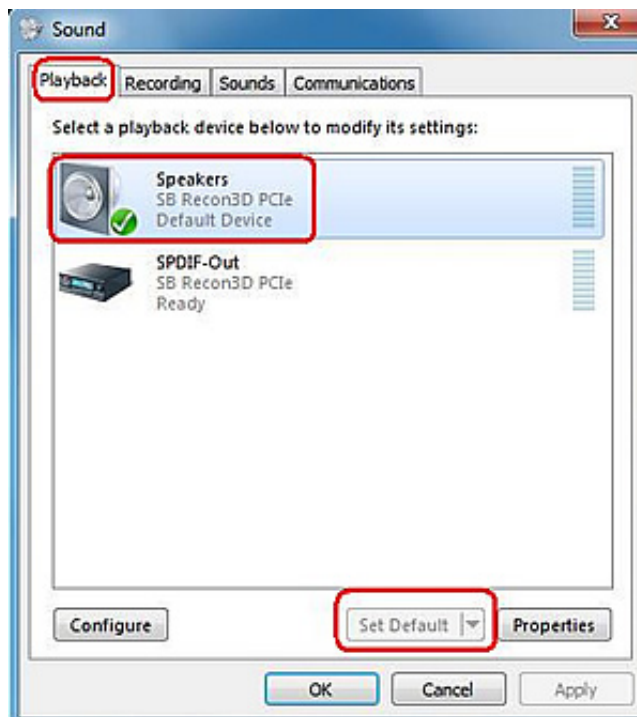 Sound
Playback Recording Sounds Communications
Select a playback device below to modify its settings:
Speakers
SB Recon3D PCIe
Default Device
SPDIF-Out
SB Recon3D PCIe
Ready
Configure Set Default Properties
OK Cancel Apply